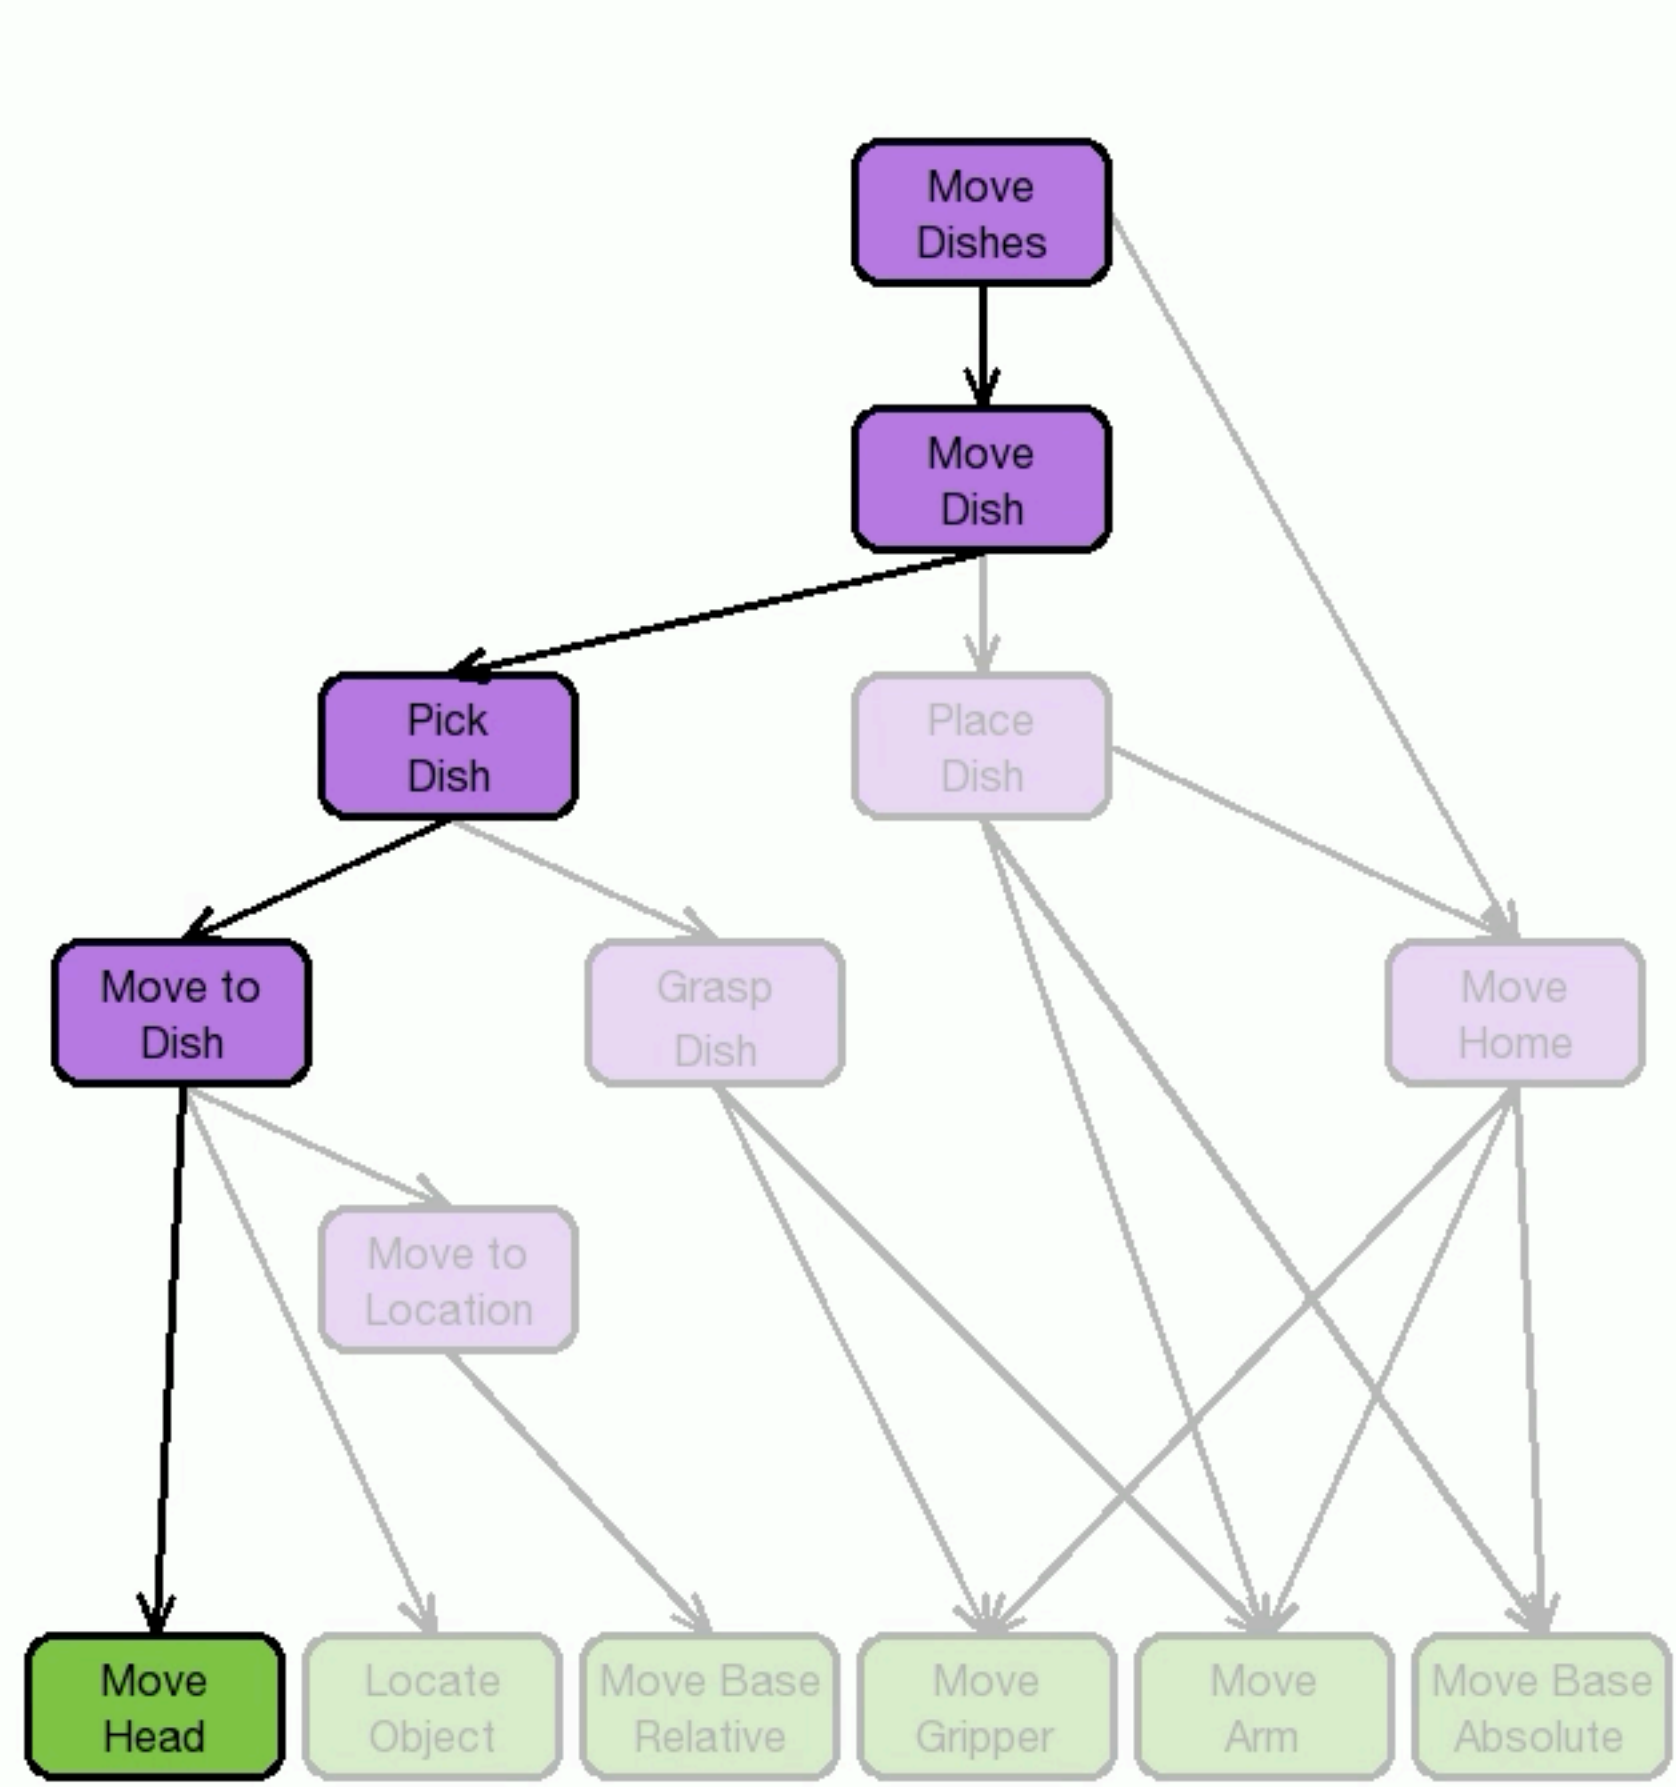 Move
Dishes
Move
Dish
Pick
Dish
Place
Dish
Move to
Dish
Grasp
Dish
Move
Home
Move to
Location
Move
Head
Locate
Object
Move Base
Relative
Move
Gripper
Move
Arm
Move Base
Absolute